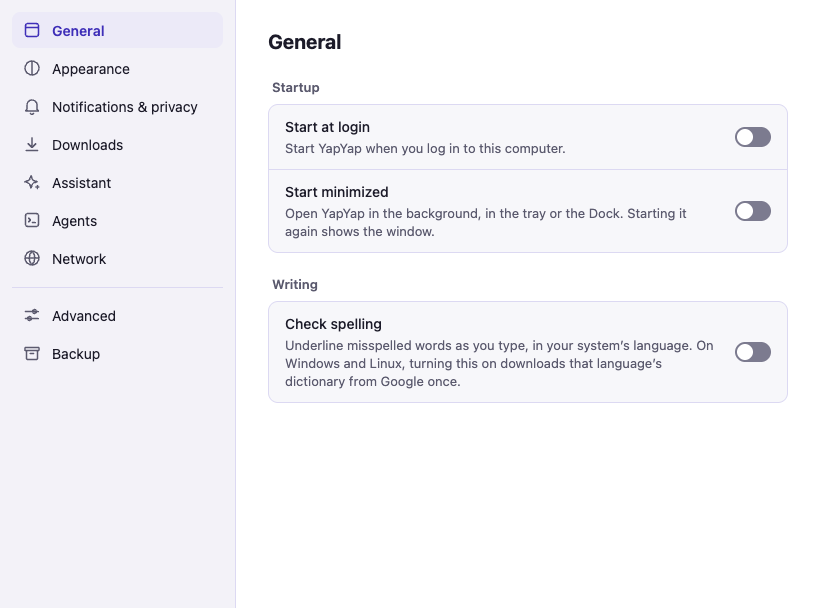 General
Appearance
Notifications & privacy
Downloads
Assistant
Agents
Network
Advanced
Backup
General
Startup
Start at login
Start YapYap when you log in to this computer.
Start minimized
Open YapYap in the background, in the tray or the Dock. Starting it
again shows the window.
Writing
Check spelling
Underline misspelled words as you type, in your system’s language. On
Windows and Linux, turning this on downloads that language’s
dictionary from Google once.